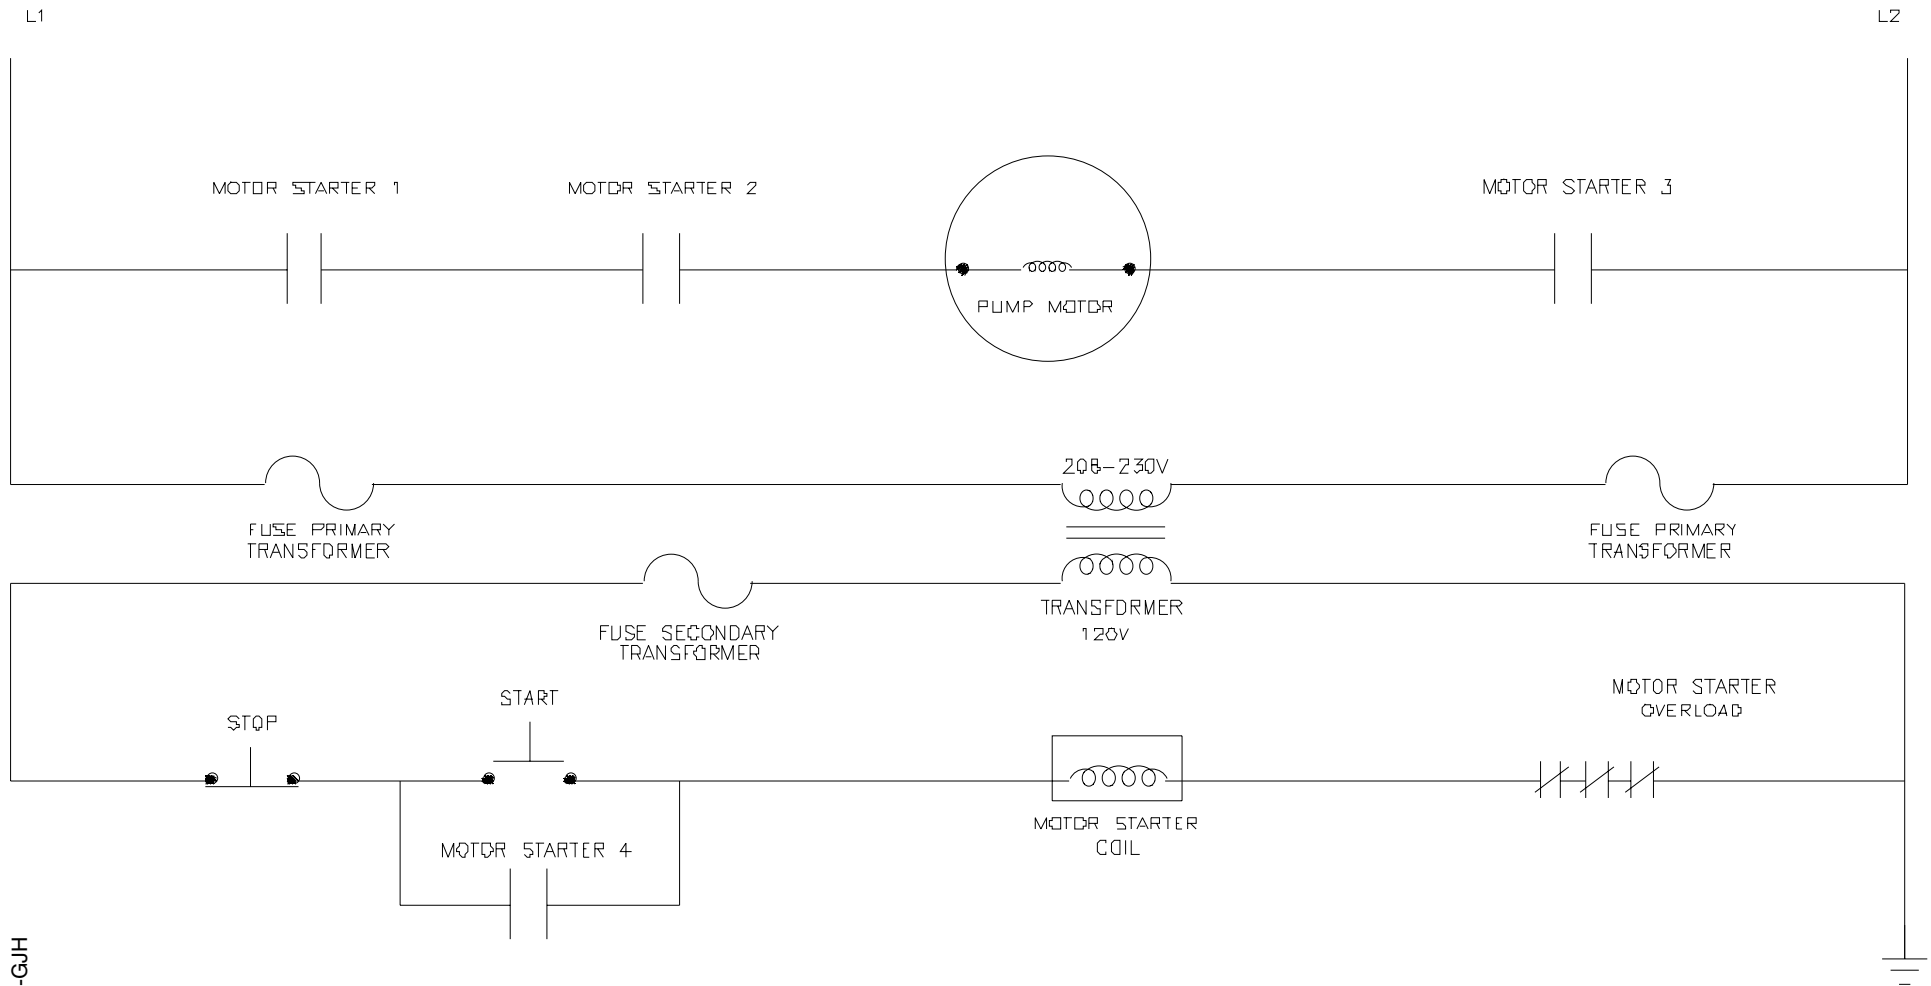 L1
L2
MOTOR STARTER 1
MOTOR STARTER 2
MOTOR STARTER 3
PUMP MOTOR
208-230V
FUSE PRIMARY
TRANSFORMER
FUSE PRIMARY
TRANSFORMER
TRANSFORMER
120V
FUSE SECONDARY
TRANSFORMER
START
STOP
MOTOR STARTER
OVERLOAD
MOTOR STARTER
COIL
MOTOR STARTER 4
-GJH